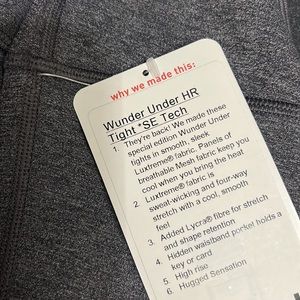 why we made this:
Wunder Under HR
Tight *SE Tech
1. They're back! We made these
special edition Wunder Under
tights in smooth, sleek
Luxtreme® fabric. Panels of
breathable Mesh fabric keep you
cool when you bring the heat
2. Luxtreme® fabric is
sweat-wicking and four-way
stretch with a cool, smooth
feel
3. Added Lycra® fibre for stretch
and shape retention
4. Hidden waistband pocket holds a
key or card
5. High rise
6. Hugged Sensation